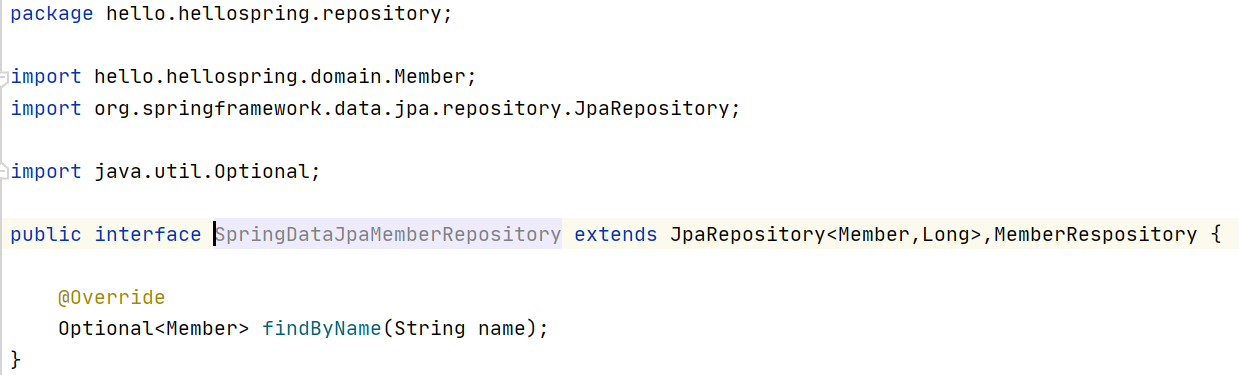 package hello.hellospring.repository;
import hello.hellospring.domain.Member;
import org.springframework.data.jpa.repository.JpaRepository;
import java.util.Optional;
public interface SpringDataJpaMemberRepository extends JpaRepository<Member,Long>,MemberRespository {
@Override
Optional<Member> findByName(String name);
}